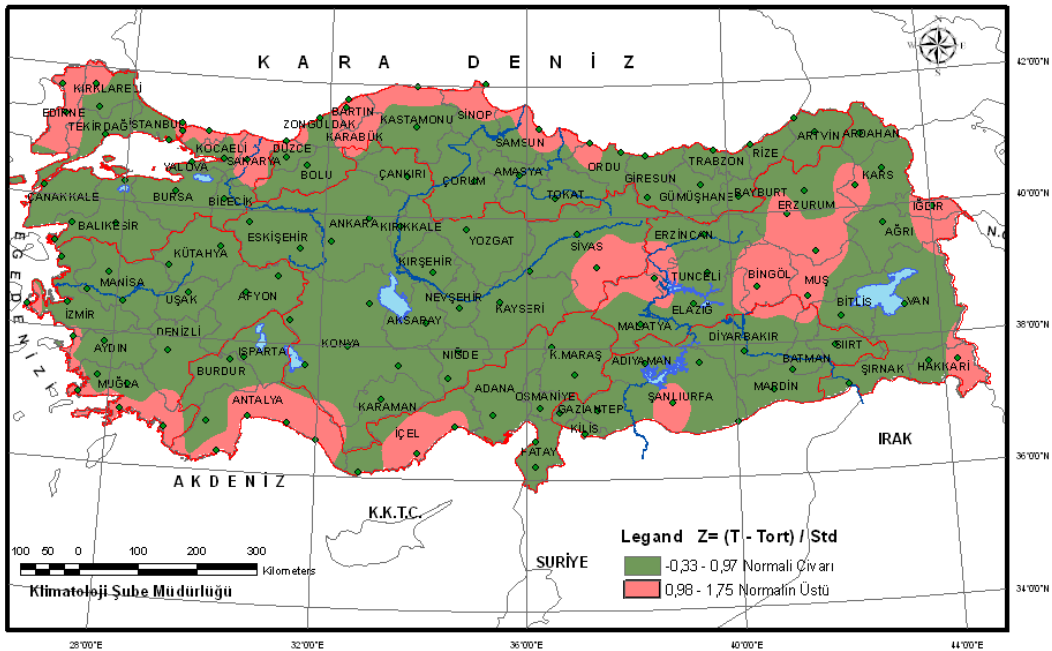 K A R A D E N İ Z
W E
42°00'0"N
40°00'0"N
38°00'0"N
36°00'0"N
34°00'0"N
KIRKLARELİ
EDİRNE
TEKİRDAĞ
İSTANBUL
KOCAELİ
SAKARYA
YALOVA
DÜZCE
ZONGULDAK
BARTIN
KARABÜK
KASTAMONU
SİNOP
SAMSUN
BOLU
ÇANKIRI
ÇORUM
AMASYA
TOKAT
ORDU
GİRESUN
TRABZON
RİZE
ARTVİN
ARDAHAN
KARS
GÜMÜŞHANE
BAYBURT
ERZURUM
IĞDIR
AĞRI
ÇANAKKALE
BURSA
BİLECİK
BALIKESİR
ESKİŞEHİR
ANKARA
KIRIKKALE
YOZGAT
SİVAS
ERZİNCAN
N.C
KÜTAHYA
KIRŞEHİR
TUNCELİ
BİNGÖL
MUŞ
MANİSA
UŞAK
AFYON
NEVŞEHİR
KAYSERİ
ELAZIĞ
BİTLİS
VAN
İZMİR
DENİZLİ
AKSARAY
MALATYA
DİYARBAKIR
AYDIN
ISPARTA
KONYA
NİĞDE
K.MARAŞ
ADIYAMAN
SİİRT
BATMAN
BURDUR
HAKKARİ
ŞIRNAK
MUĞLA
ANTALYA
KARAMAN
ADANA
OSMANİYE
GAZİANTEP
ŞANLIURFA
MARDİN
İÇEL
KİLİS
HATAY
E G E D E N İ Z İ
IRAK
A K D E N İ Z
K.K.T.C.
SURİYE
Legand Z= (T - Tort) / Std
-0,33 - 0,97 Normali Civarı
0,98 - 1,75 Normalin Üstü
100 50 0 100 200 300
Kilometers
Klimatoloji Şube Müdürlüğü
28°00'E 32°00'E 36°00'E 40°00'E 44°00'E